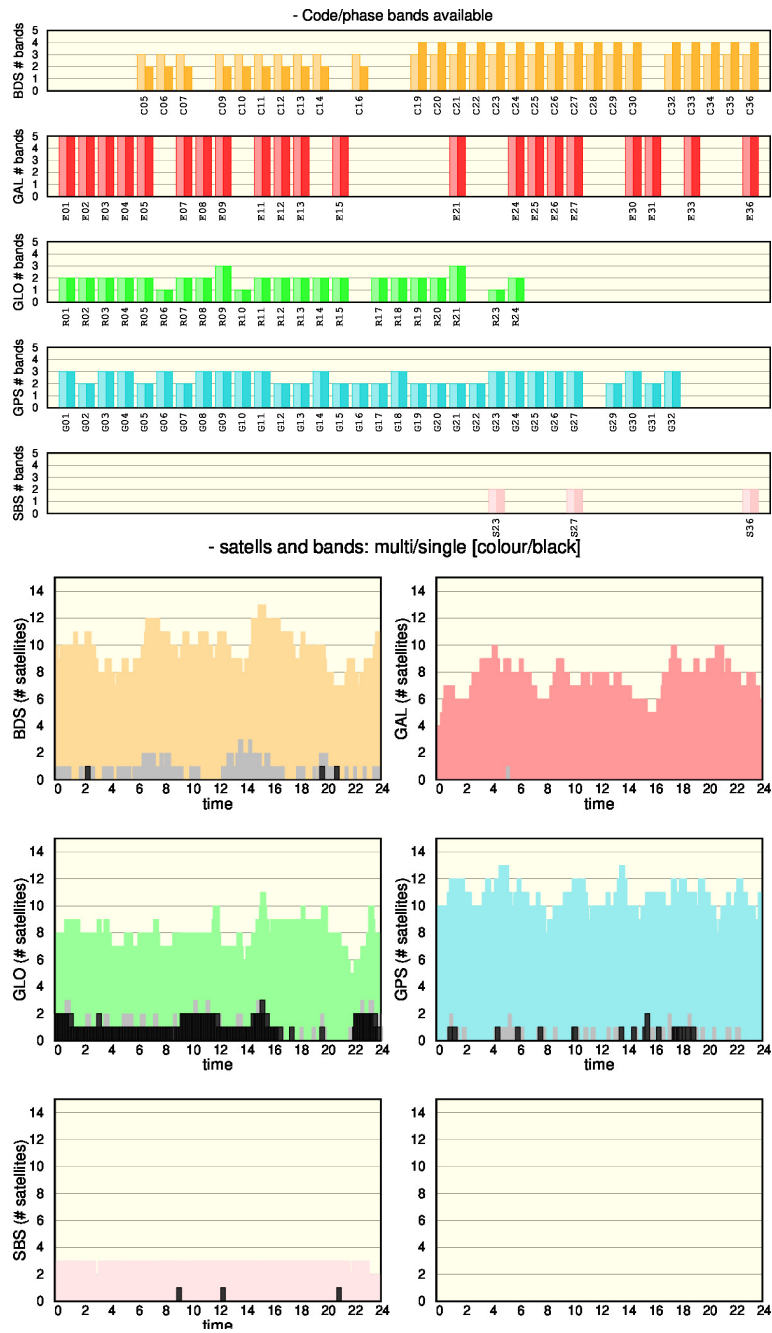 - Code/phase bands available
BDS # bands
5
4
3
2
1
0
C05 C06 C07 C09 C10 C11 C12 C13 C14 C16 C19 C20 C21 C22 C23 C24 C25 C26 C27 C28 C29 C30 C32 C33 C34 C35 C36
GAL # bands
5
4
3
2
1
0
E01 E02 E03 E04 E05 E07 E08 E09 E11 E12 E13 E15 E21 E24 E25 E26 E27 E30 E31 E33 E36
GLO # bands
5
4
3
2
1
0
R01 R02 R03 R04 R05 R06 R07 R08 R09 R10 R11 R12 R13 R14 R15 R17 R18 R19 R20 R21 R23 R24
GPS # bands
5
4
3
2
1
0
G01 G02 G03 G04 G05 G06 G07 G08 G09 G10 G11 G12 G13 G14 G15 G16 G17 G18 G19 G20 G21 G22 G23 G24 G25 G26 G27 G29 G30 G31 G32
SBS # bands
5
4
3
2
1
0
S23 S27 S36
- satells and bands: multi/single [colour/black]
BDS (# satellites)
14
12
10
8
6
4
2
0
0 2 4 6 8 10 12 14 16 18 20 22 24
time
GAL (# satellites)
14
12
10
8
6
4
2
0
0 2 4 6 8 10 12 14 16 18 20 22 24
time
GLO (# satellites)
14
12
10
8
6
4
2
0
0 2 4 6 8 10 12 14 16 18 20 22 24
time
GPS (# satellites)
14
12
10
8
6
4
2
0
0 2 4 6 8 10 12 14 16 18 20 22 24
time
SBS (# satellites)
14
12
10
8
6
4
2
0
0 2 4 6 8 10 12 14 16 18 20 22 24
time
14
12
10
8
6
4
2
0
0 2 4 6 8 10 12 14 16 18 20 22 24